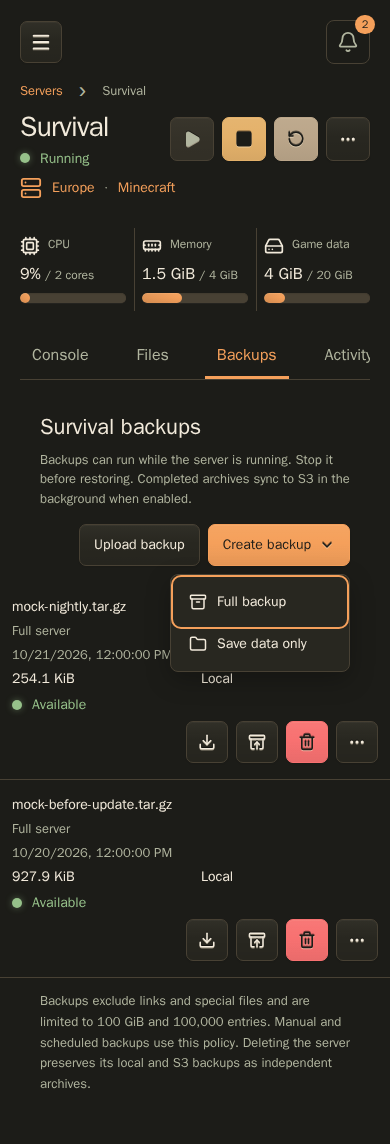 2
Servers > Survival
Survival
Running
Europe · Minecraft
CPU
9% / 2 cores
Memory
1.5 GiB / 4 GiB
Game data
4 GiB / 20 GiB
Console Files Backups Activity
Survival backups
Backups can run while the server is running. Stop it
before restoring. Completed archives sync to S3 in the
background when enabled.
Upload backup Create backup
Full backup
Save data only
mock-nightly.tar.gz
Full server
10/21/2026, 12:00:00 PM
254.1 KiB Local
Available
mock-before-update.tar.gz
Full server
10/20/2026, 12:00:00 PM
927.9 KiB Local
Available
Backups exclude links and special files and are
limited to 100 GiB and 100,000 entries. Manual and
scheduled backups use this policy. Deleting the server
preserves its local and S3 backups as independent
archives.